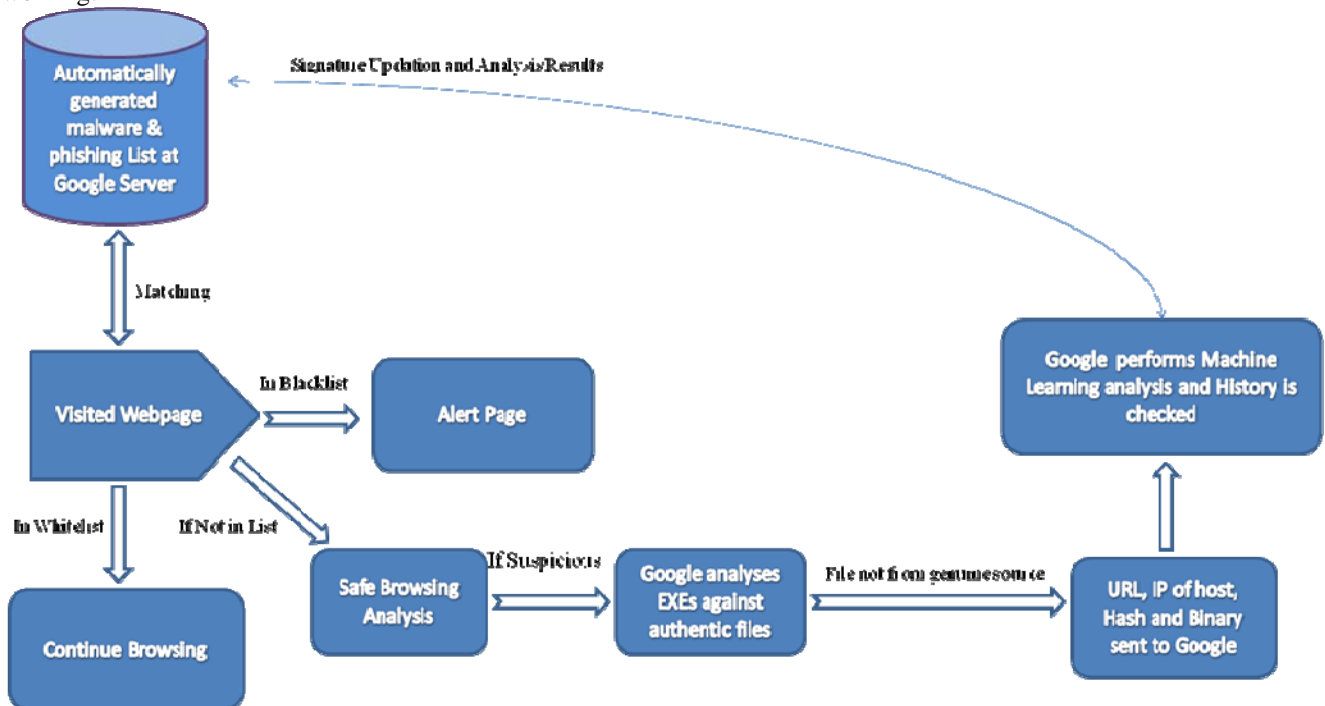 Automatically
generated
malware &
phishing List at
Google Server
Signature Updation and Analysis Results
Matching
Visited Webpage
In Blacklist
Alert Page
Google performs Machine
Learning analysis and History is
checked
In Whitelist
If Not in List
Continue Browsing
Safe Browsing
Analysis
If Suspicious
Google analyses
EXEs against
authentic files
File not from genuine source
URL, IP of host,
Hash and Binary
sent to Google